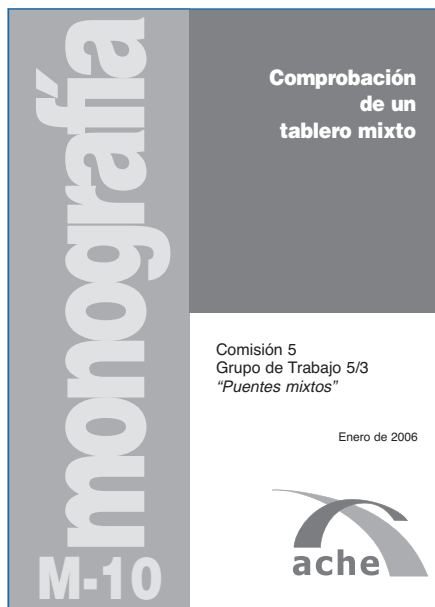 monografía
M-10
Comprobación
de un
tablero mixto
Comisión 5
Grupo de Trabajo 5/3
“Puentes mixtos”
Enero de 2006
ache